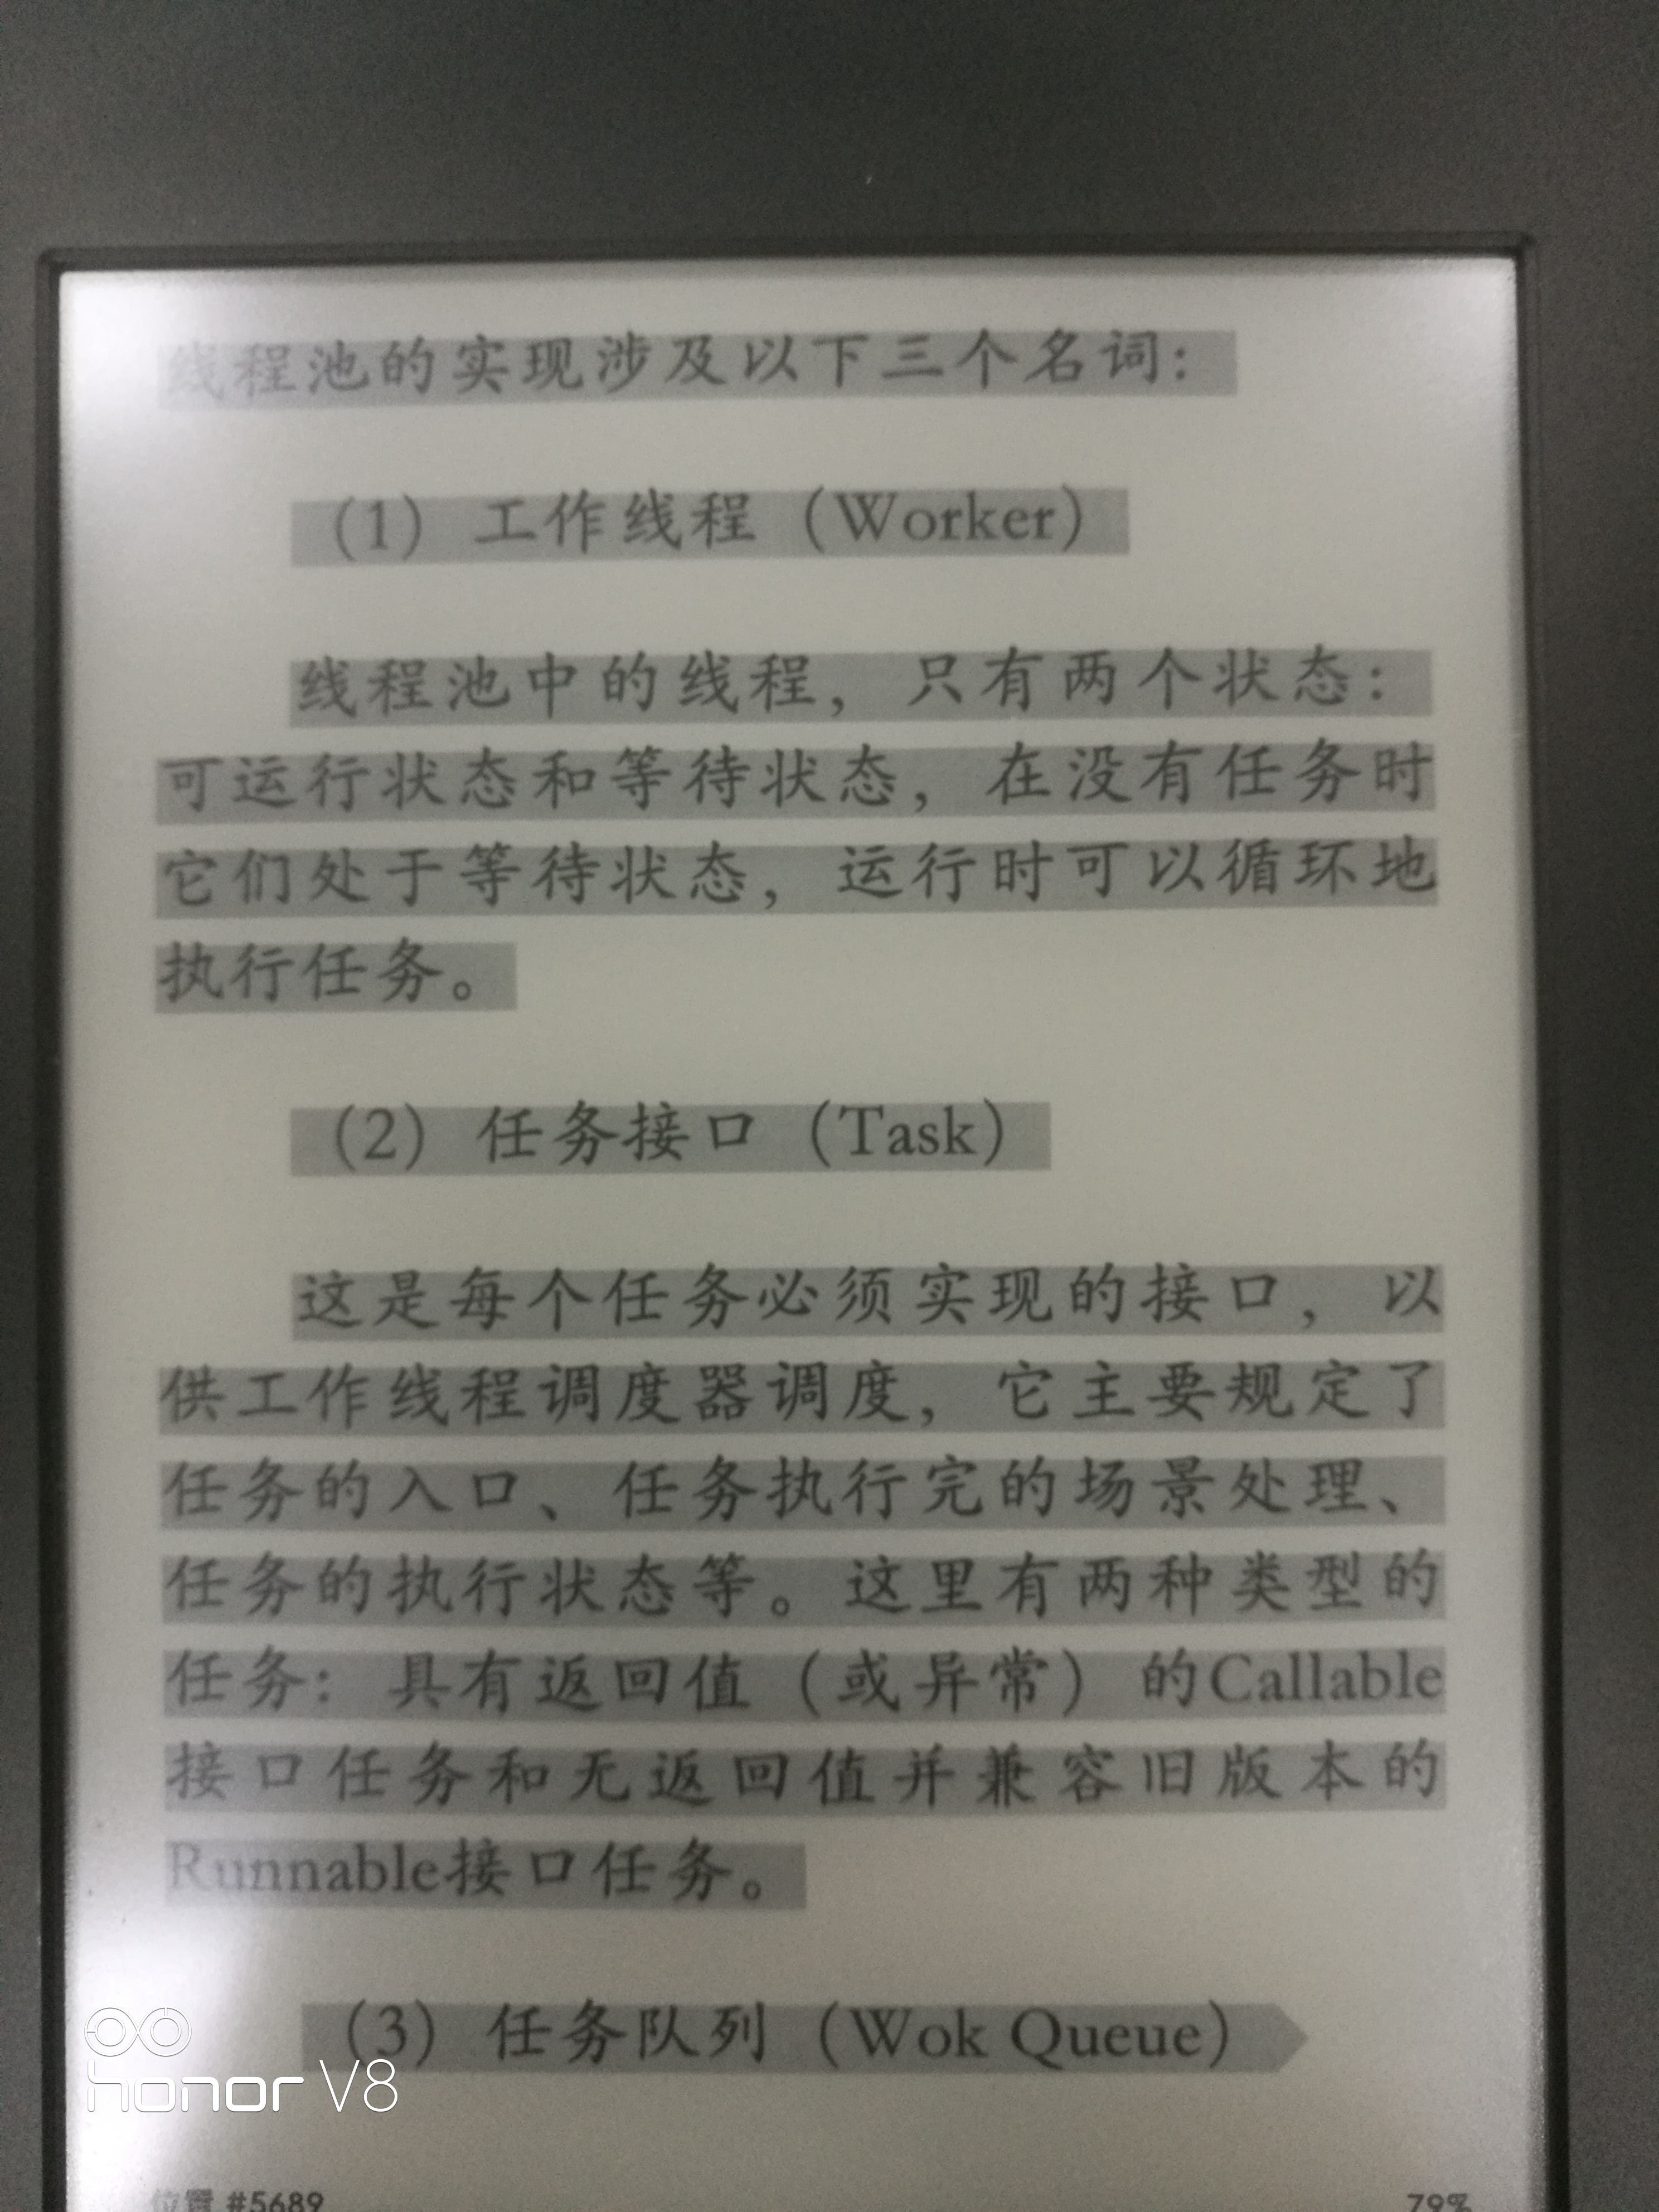 线程池的实现涉及以下三个名词：
（1）工作线程（Worker）
线程池中的线程，只有两个状态：
可运行状态和等待状态，在没有任务时
它们处于等待状态，运行时可以循环地
执行任务。
（2）任务接口（Task）
这是每个任务必须实现的接口，以
供工作线程调度器调度，它主要规定了
任务的入口、任务执行完的场景处理、
任务的执行状态等。这里有两种类型的
任务：具有返回值（或异常）的Callable
接口任务和无返回值并兼容旧版本的
Runnable接口任务。
（3）任务队列（Wok Queue）
honor V8
位置 #5689
79%